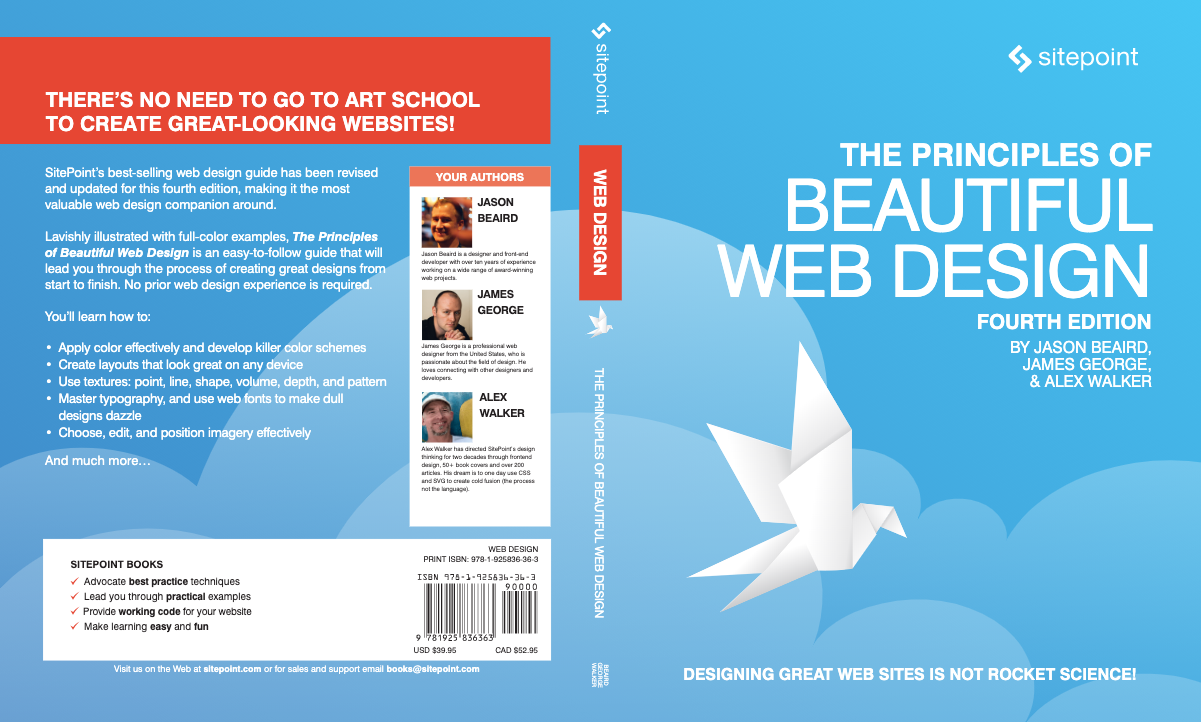 THERE’S NO NEED TO GO TO ART SCHOOL
TO CREATE GREAT-LOOKING WEBSITES!
SitePoint’s best-selling web design guide has been revised
and updated for this fourth edition, making it the most
valuable web design companion around.
Lavishly illustrated with full-color examples, The Principles
of Beautiful Web Design is an easy-to-follow guide that will
lead you through the process of creating great designs from
start to finish. No prior web design experience is required.
You’ll learn how to:
• Apply color effectively and develop killer color schemes
• Create layouts that look great on any device
• Use textures: point, line, shape, volume, depth, and pattern
• Master typography, and use web fonts to make dull
designs dazzle
• Choose, edit, and position imagery effectively
And much more…
YOUR AUTHORS
JASON
BEAIRD
Jason Beaird is a designer and front-end
developer with over ten years of experience
working on a wide range of award-winning
web projects.
JAMES
GEORGE
James George is a professional web
designer from the United States, who is
passionate about the field of design. He
loves connecting with other designers and
developers.
ALEX
WALKER
Alex Walker has directed SitePoint's design
thinking for two decades through frontend
design, 50+ book covers and over 200
articles. His dream is to one day use CSS
and SVG to create cold fusion (the process
not the language).
SITEPOINT BOOKS
Advocate best practice techniques
Lead you through practical examples
Provide working code for your website
Make learning easy and fun
WEB DESIGN
PRINT ISBN: 978-1-925836-36-3
ISBN 978-1-925836-36-3
90000
9 781925 836363
USD $39.95
CAD $52.95
Visit us on the Web at sitepoint.com or for sales and support email books@sitepoint.com
sitepoint
WEB DESIGN
THE PRINCIPLES OF BEAUTIFUL WEB DESIGN
BEAIRD
GEORGE
WALKER
sitepoint
THE PRINCIPLES OF
BEAUTIFUL
WEB DESIGN
FOURTH EDITION
BY JASON BEAIRD,
JAMES GEORGE,
& ALEX WALKER
DESIGNING GREAT WEB SITES IS NOT ROCKET SCIENCE!